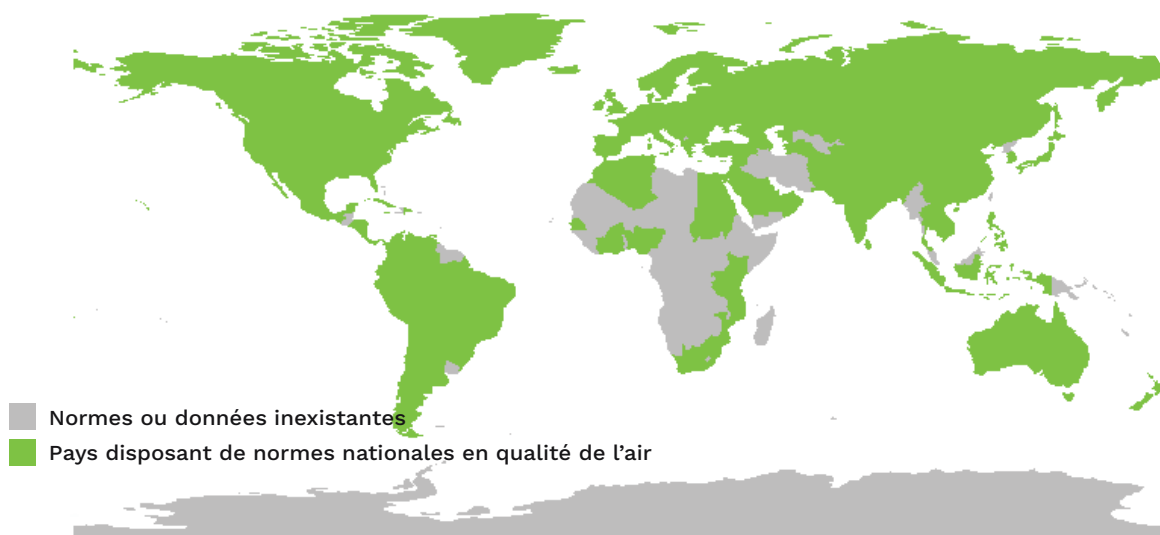 Normes ou données inexistantes
Pays disposant de normes nationales en qualité de l’air